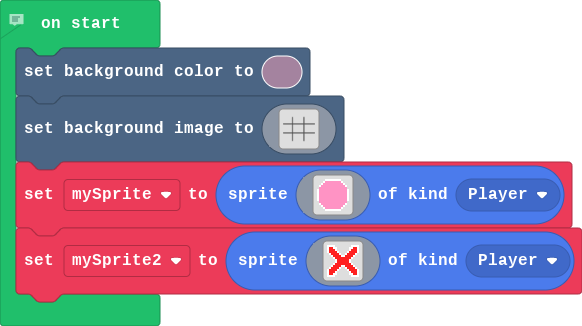 on start
set background color to
set background image to
set mySprite to sprite of kind Player
set mySprite2 to sprite of kind Player